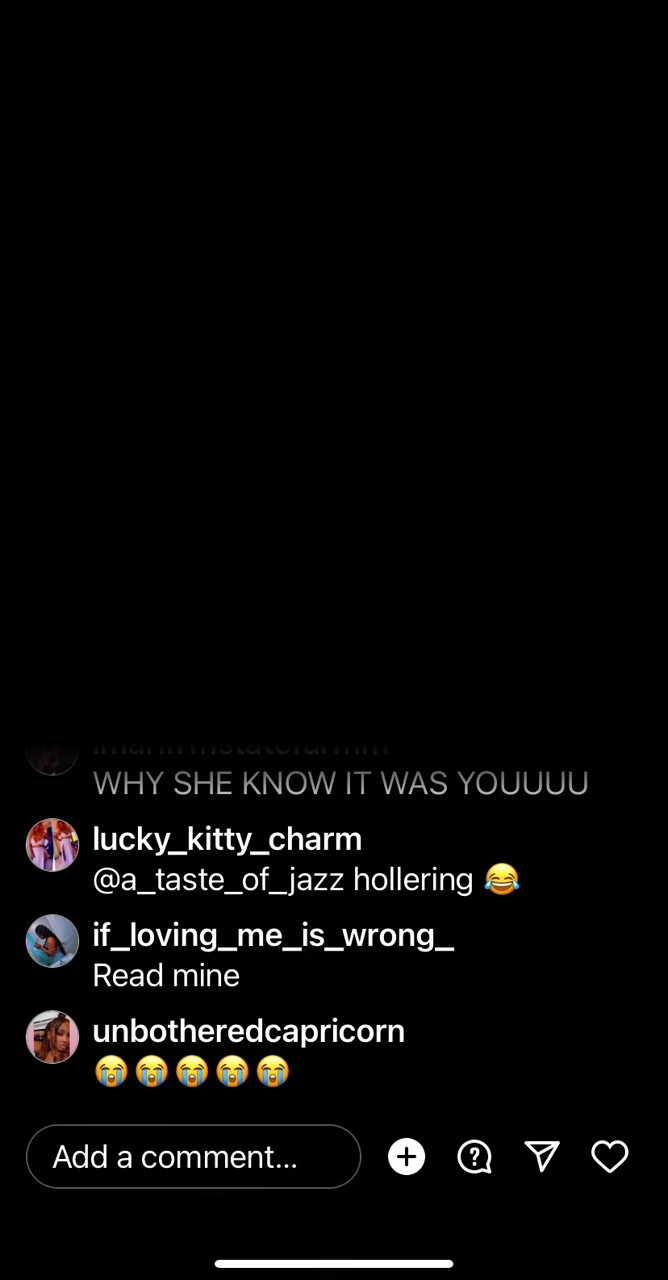 WHY SHE KNOW IT WAS YOUUUU
lucky_kitty_charm
@a_taste_of_jazz hollering 😂
if_loving_me_is_wrong_
Read mine
unbotheredcapricorn
😭😭😭😭😭
Add a comment...